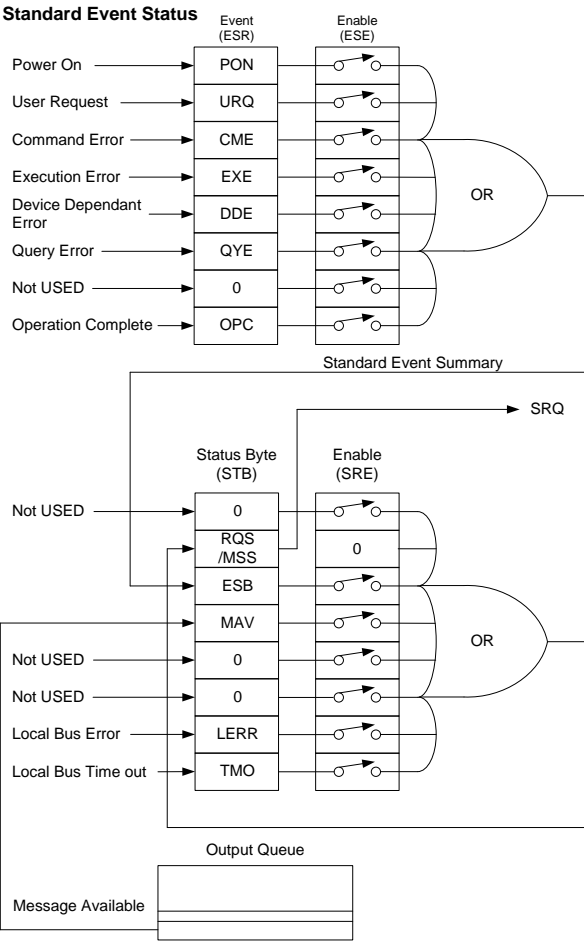 Standard Event Status
Event
(ESR)
Enable
(ESE)
Power On
PON
User Request
URQ
Command Error
CME
Execution Error
EXE
Device Dependant
Error
DDE
Query Error
QYE
Not USED
0
Operation Complete
OPC
OR
Standard Event Summary
SRQ
Status Byte
(STB)
Enable
(SRE)
Not USED
0
RQS
/MSS
0
ESB
MAV
Not USED
0
Not USED
0
Local Bus Error
LERR
Local Bus Time out
TMO
OR
Output Queue
Message Available